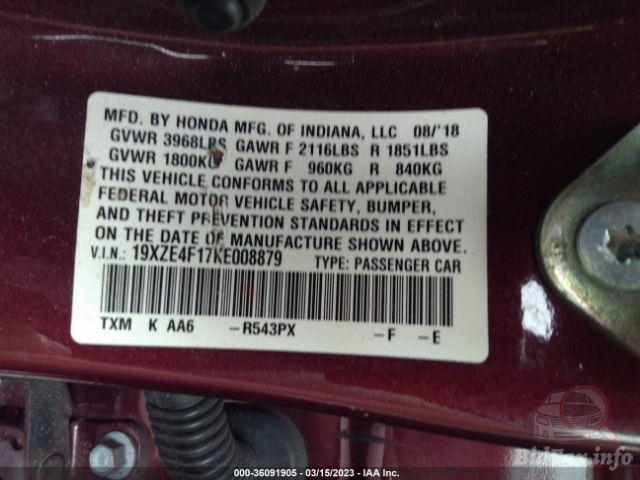 MFD. BY HONDA MFG. OF INDIANA, LLC 08/'18
GVWR 3968LBS GAWR F 2116LBS R 1851LBS
GVWR 1800KG GAWR F 960KG R 840KG
THIS VEHICLE CONFORMS TO ALL APPLICABLE
FEDERAL MOTOR VEHICLE SAFETY, BUMPER,
AND THEFT PREVENTION STANDARDS IN EFFECT
ON THE DATE OF MANUFACTURE SHOWN ABOVE.
V.I.N.: 19XZE4F17KE008879 TYPE: PASSENGER CAR
TXM K AA6 -R543PX -F -E
BidFax.info
000-36091905 - 03/15/2023 - IAA Inc.